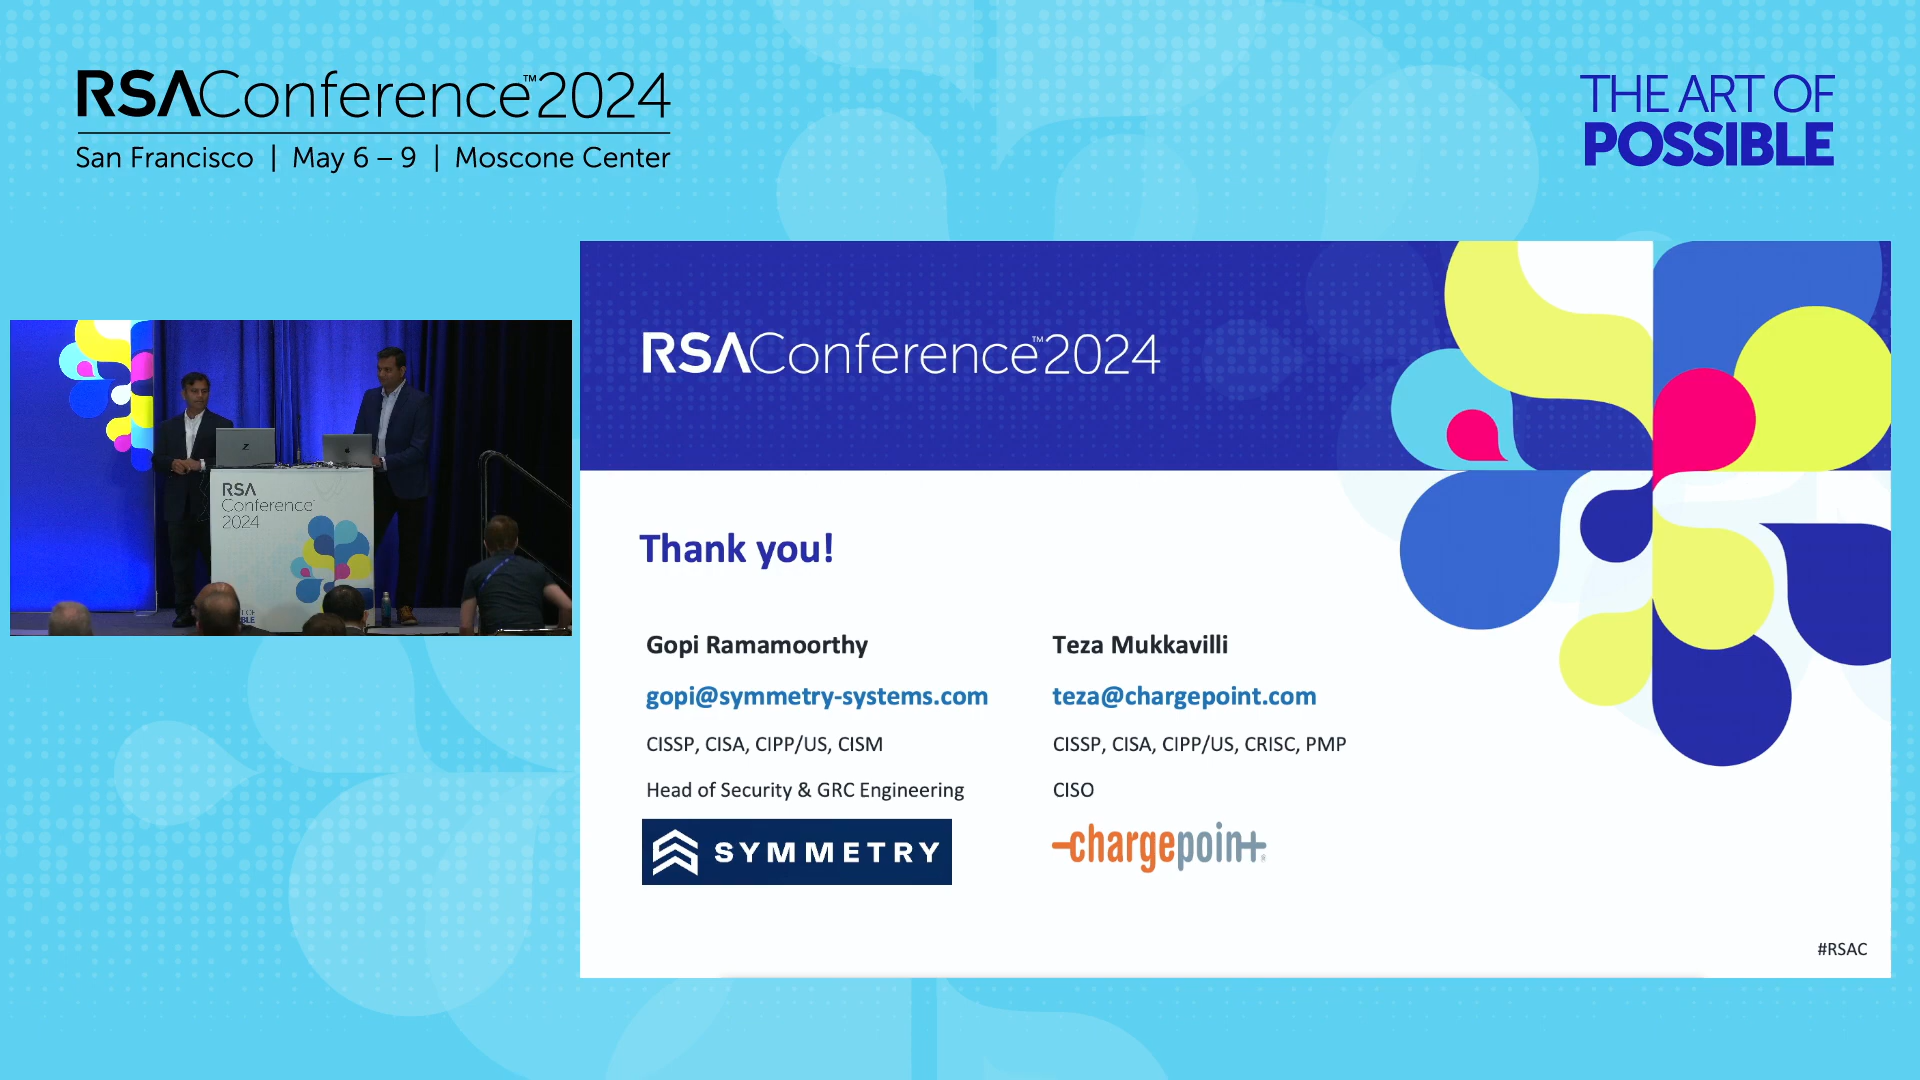 RSAConference™2024
San Francisco | May 6 – 9 | Moscone Center
THE ART OF
POSSIBLE
RSA
Conference
2024
RSAConference™2024
Thank you!
Gopi Ramamoorthy
gopi@symmetry-systems.com
CISSP, CISA, CIPP/US, CISM
Head of Security & GRC Engineering
SYMMETRY
Teza Mukkavilli
teza@chargepoint.com
CISSP, CISA, CIPP/US, CRISC, PMP
CISO
-chargepoin+
#RSAC